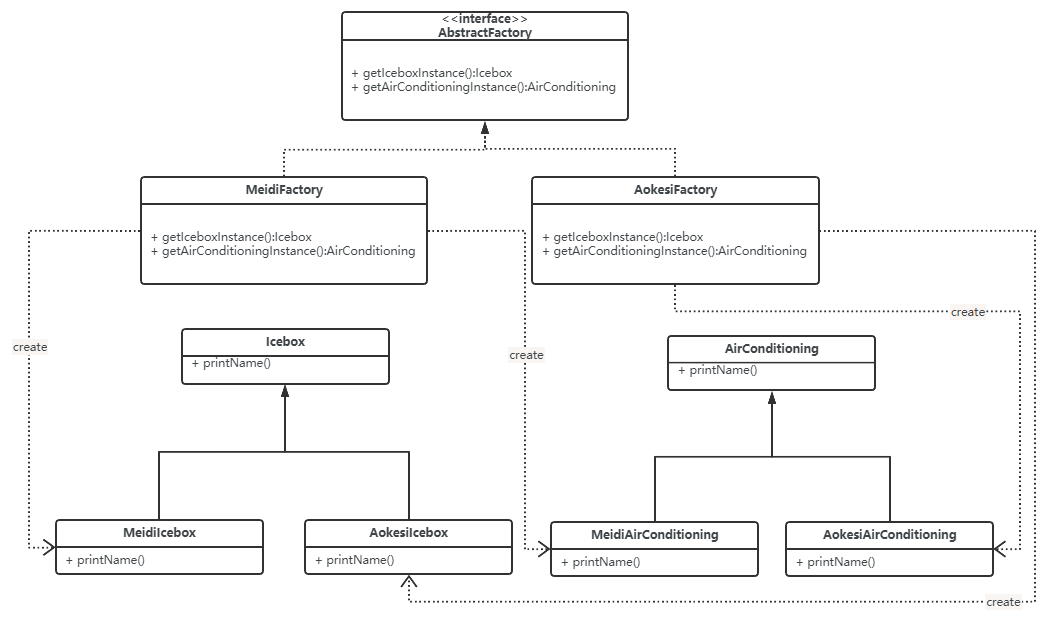 <<interface>>
AbstractFactory
+ getIceboxInstance():Icebox
+ getAirConditioningInstance():AirConditioning
MeidiFactory
+ getIceboxInstance():Icebox
+ getAirConditioningInstance():AirConditioning
AokesiFactory
+ getIceboxInstance():Icebox
+ getAirConditioningInstance():AirConditioning
create
create
create
Icebox
+ printName()
AirConditioning
+ printName()
MeidiIcebox
+ printName()
AokesiIcebox
+ printName()
MeidiAirConditioning
+ printName()
AokesiAirConditioning
+ printName()
create